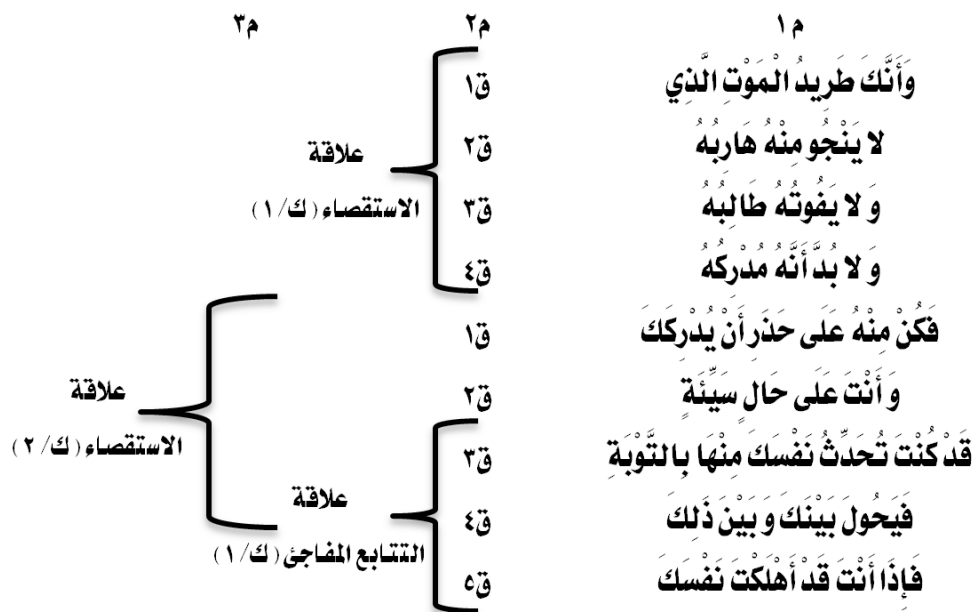 م١ م٢ م٣
وَأَنَّكَ طَرِيدُ الْمَوْتِ الَّذِي ق١
لا يَنْجُو مِنْهُ هَارِبُهُ ق٢ علاقة
وَ لا يَفُوتُهُ طَالِبُهُ ق٣ الاستقصاء (ك/١)
وَ لا بُدَّ أَنَّهُ مُدْرِكُهُ ق٤
فَكُنْ مِنْهُ عَلَى حَذَرِ أَنْ يُدْرِكَكَ ق١
وَ أَنْتَ عَلَى حَالٍ سَيِّئَةٍ ق٢ علاقة
قَدْ كُنْتَ تُحَدِّثُ نَفْسَكَ مِنْهَا بِالتَّوْبَةِ ق٣ الاستقصاء (ك/٢)
فَيَحُولَ بَيْنَكَ وَ بَيْنَ ذَلِكَ ق٤ علاقة
التتابع المفاجئ (ك/١)
فَإِذَا أَنْتَ قَدْ أَهْلَكْتَ نَفْسَكَ ق٥